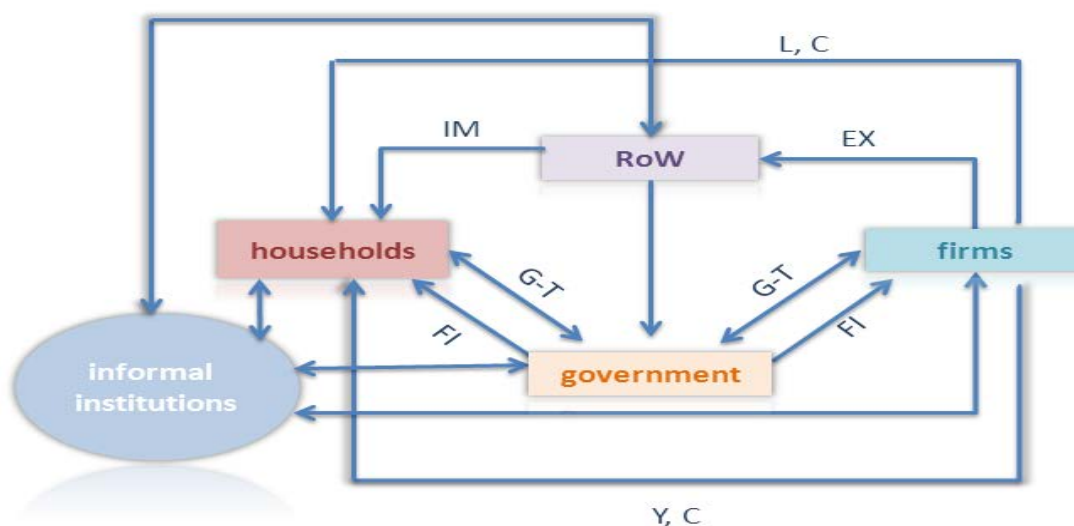 L, C
IM
EX
RoW
households
firms
G-T
G-T
FI
FI
informal
institutions
government
Y, C